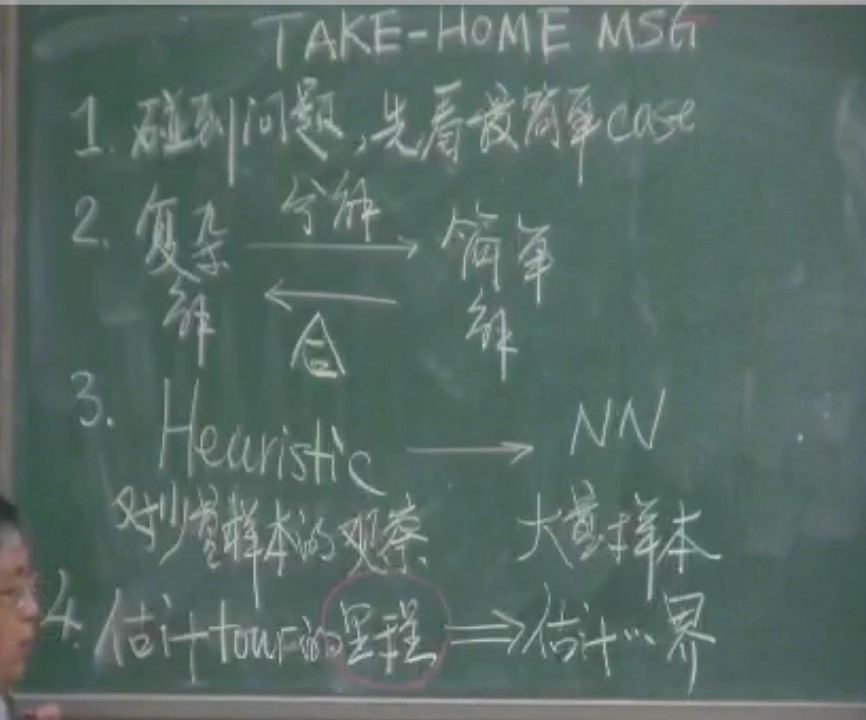 TAKE-HOME MSG
1. 碰到问题,先看最简单case
2. 复杂解 分解 → 简单解
← 合
3. Heuristic → NN
对少量样本的观察 大量样本
4. 估计tour的里程 ⇒ 估计 界